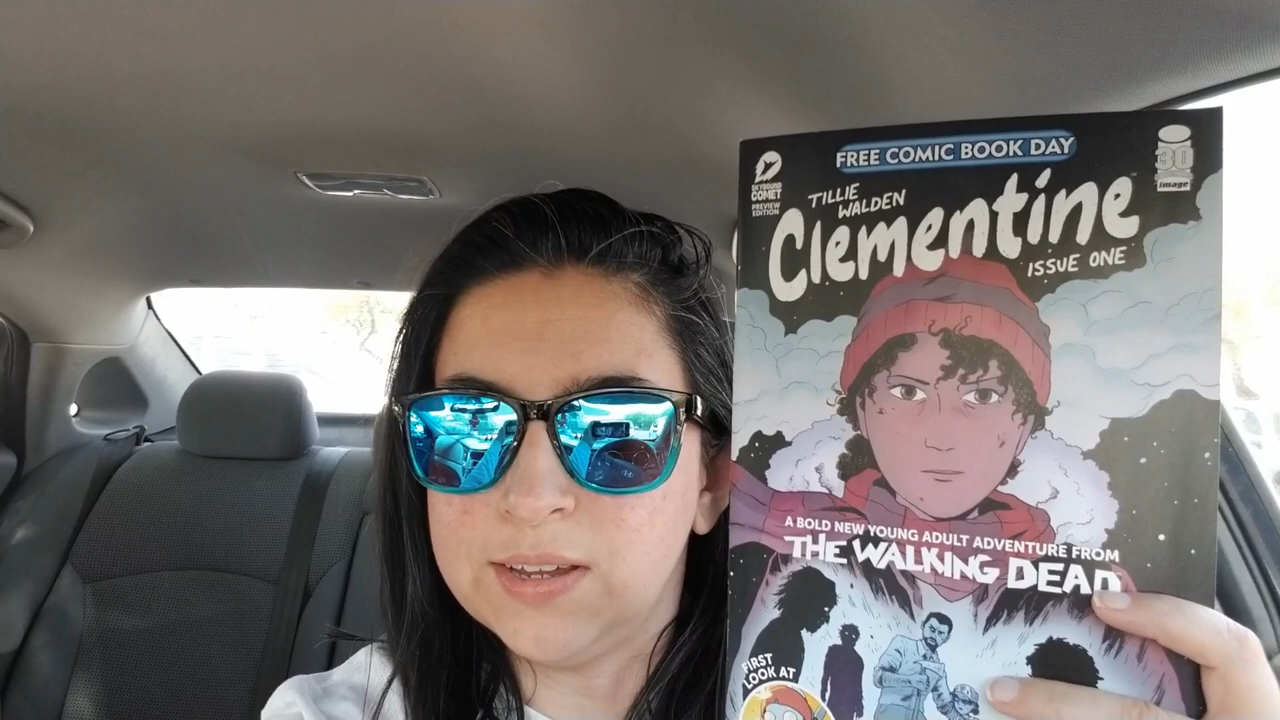 FREE COMIC BOOK DAY
SKYBOUND
COMET
PREVIEW
EDITION
30
image
TILLIE
WALDEN
Clementine
ISSUE ONE
A BOLD NEW YOUNG ADULT ADVENTURE FROM
THE WALKING DEAD
FIRST
LOOK AT